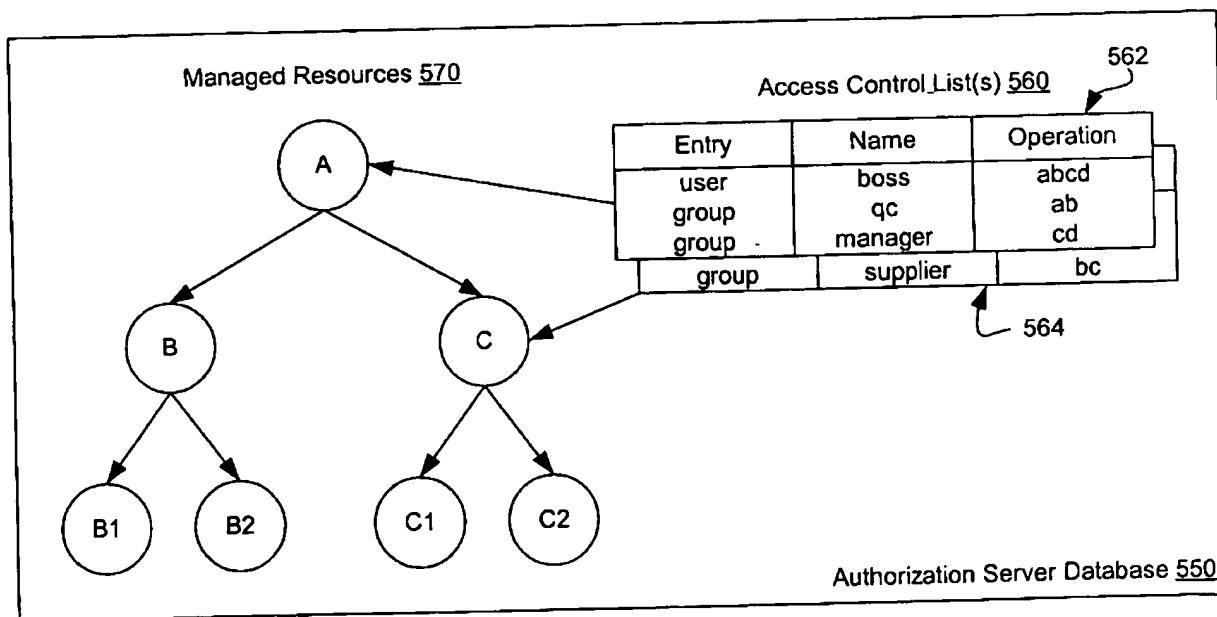 Managed Resources 570
Access Control List(s) 560
562
Entry Name Operation
user boss abcd
group qc ab
group manager cd
group supplier bc
564
A
B
C
B1
B2
C1
C2
Authorization Server Database 550